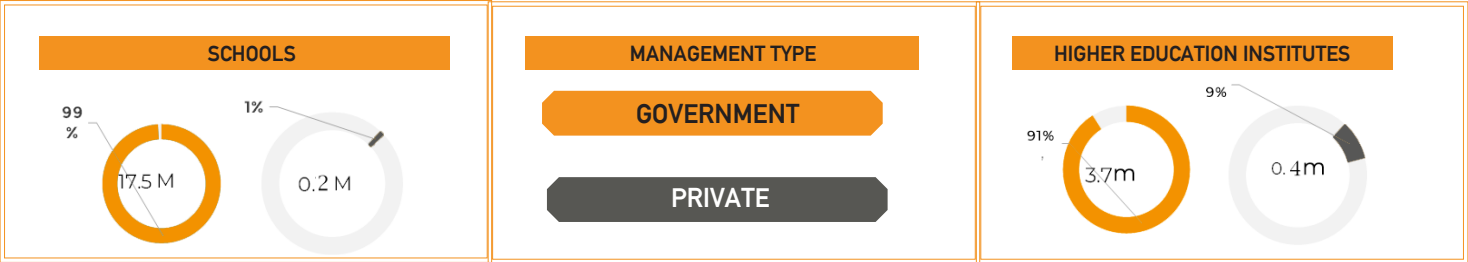 SCHOOLS
99
%
1%
17.5 M
0.2 M
MANAGEMENT TYPE
GOVERNMENT
PRIVATE
HIGHER EDUCATION INSTITUTES
91%
9%
3.7m
0.4m